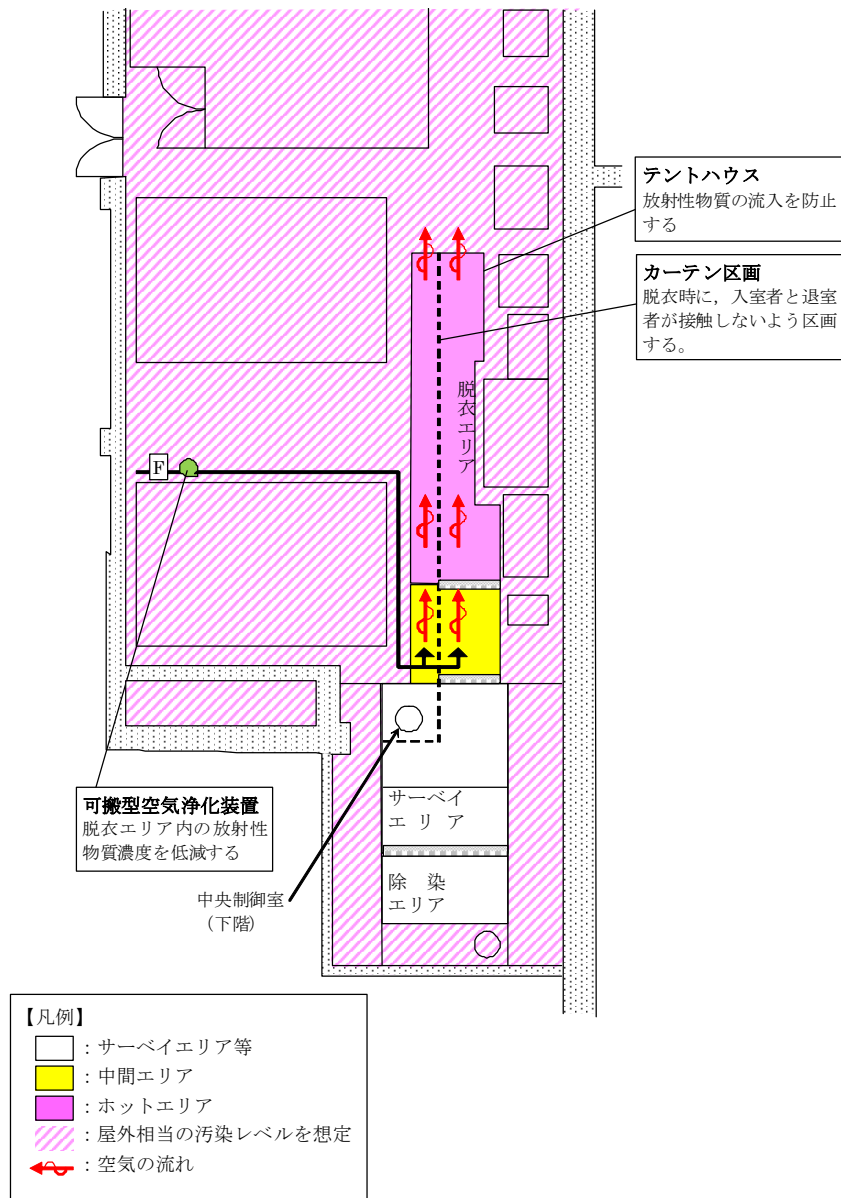 テントハウス
放射性物質の流入を防止
する
カーテン区画
脱衣時に，入室者と退室
者が接触しないよう区画
する。
脱衣エリア
F
可搬型空気浄化装置
脱衣エリア内の放射性
物質濃度を低減する
サーベイ
エ リ ア
除 染
エリア
中央制御室
（下階）
【凡例】
：サーベイエリア等
：中間エリア
：ホットエリア
：屋外相当の汚染レベルを想定
：空気の流れ